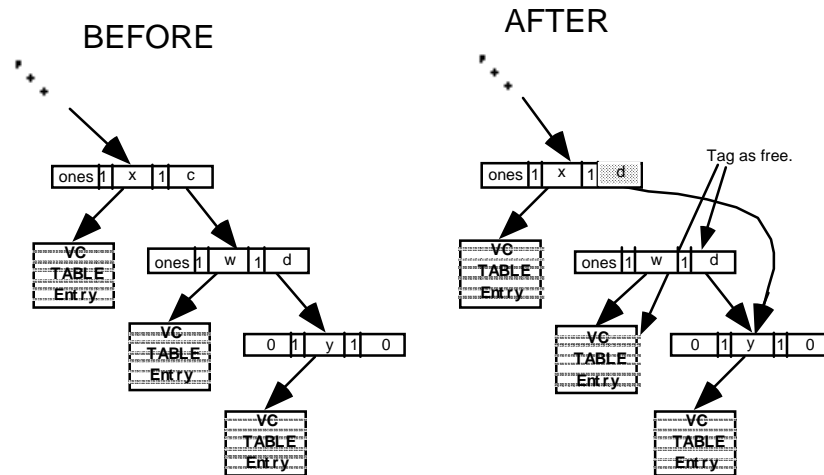 BEFORE
ones 1 x 1 c
VC
TABLE
Entry
ones 1 w 1 d
VC
TABLE
Entry
0 1 y 1 0
VC
TABLE
Entry
AFTER
Tag as free.
ones 1 x 1 d
VC
TABLE
Entry
ones 1 w 1 d
VC
TABLE
Entry
0 1 y 1 0
VC
TABLE
Entry